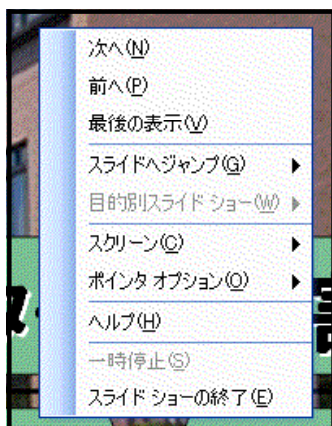 次へ(N)
前へ(P)
最後の表示(V)
スライドへジャンプ(G)
目的別スライド ショー(W)
スクリーン(C)
ポインタ オプション(O)
ヘルプ(H)
一時停止(S)
スライド ショーの終了(E)